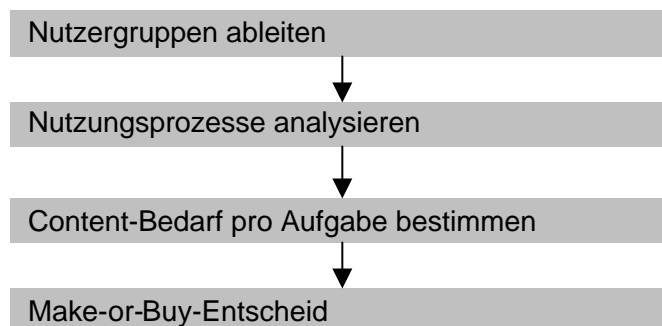 Nutzergruppen ableiten
Nutzungsprozesse analysieren
Content-Bedarf pro Aufgabe bestimmen
Make-or-Buy-Entscheid